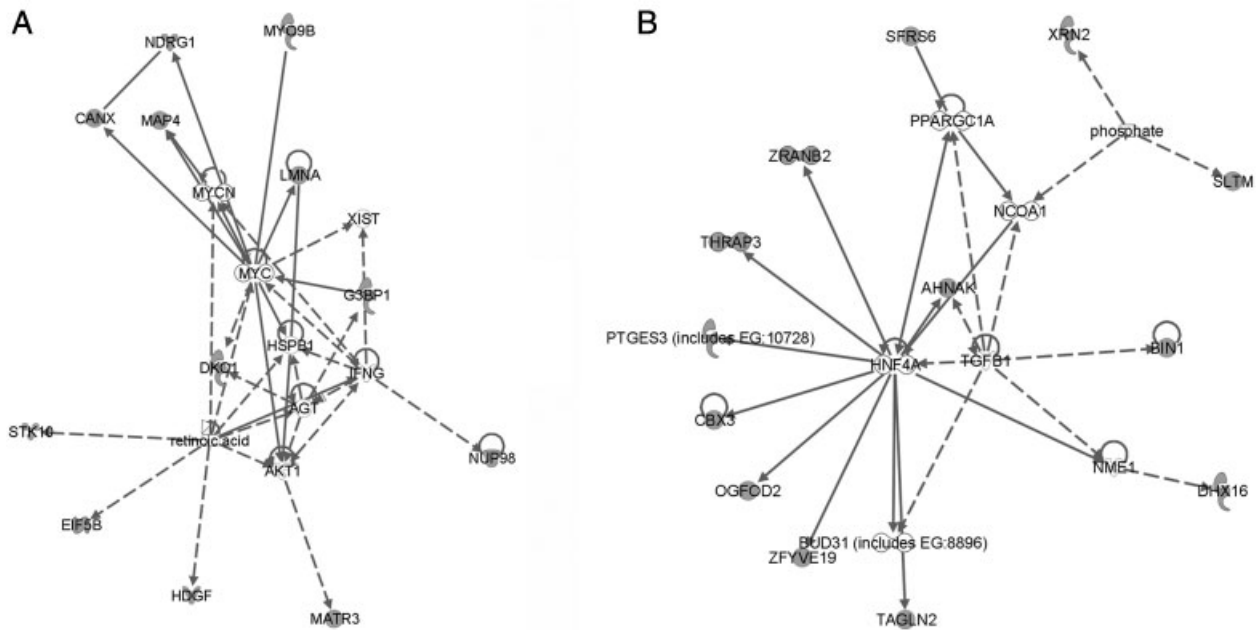 A
MYO9B
NDRG1
CANX
MAP4
LMNA
MYCN
XIST
MYC
G3BP1
HSPB1
DKC1
IFNG
AGT
STK10
retinoic acid
AKT1
NUP98
EIF5B
HDGF
MATR3
B
SFRS6
XRN2
PPARGC1A
phosphate
ZRANB2
SLTM
NCOA1
THRAP3
AHNAK
PTGES3 (includes EG:10728)
HNF4A
TGFB1
BIN1
CBX3
NME1
OGFOD2
DHX16
BUD31 (includes EG:8896)
ZFYVE19
TAGLN2